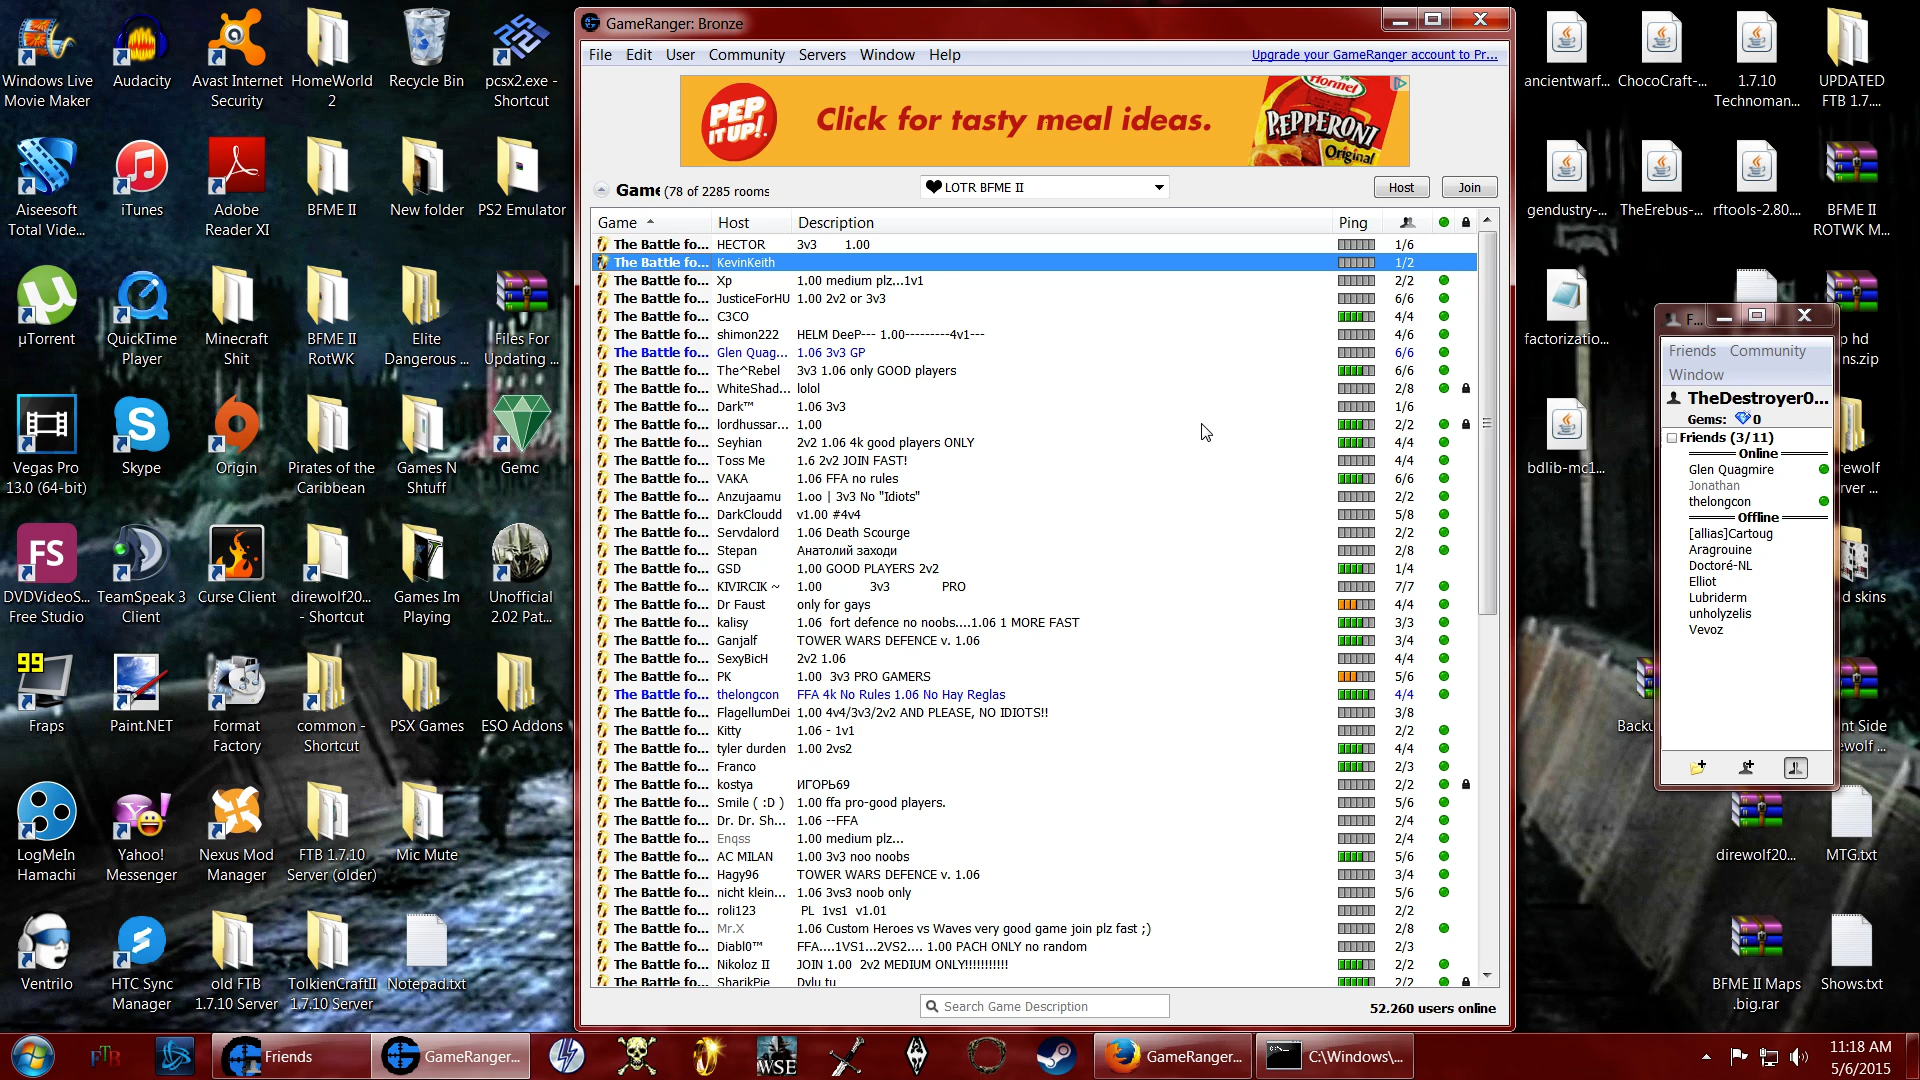 Windows Live Movie Maker
Audacity
Avast Internet Security
HomeWorld 2
Recycle Bin
pcsx2.exe - Shortcut
Aiseesoft Total Vide...
iTunes
Adobe Reader XI
BFME II
New folder
PS2 Emulator
µTorrent
QuickTime Player
Minecraft Shit
BFME II RotWK
Elite Dangerous ...
Files For Updating ...
Vegas Pro 13.0 (64-bit)
Skype
Origin
Pirates of the Caribbean
Games N Shtuff
Gemc
FS
DVDVideoS... Free Studio
TeamSpeak 3 Client
Curse Client
direwolf20... - Shortcut
Games Im Playing
Unofficial 2.02 Pat...
99
Fraps
Paint.NET
Format Factory
common - Shortcut
PSX Games
ESO Addons
LogMeIn Hamachi
Yahoo! Messenger
Nexus Mod Manager
FTB 1.7.10 Server (older)
Mic Mute
Ventrilo
HTC Sync Manager
old FTB 1.7.10 Server
TolkienCraftII 1.7.10 Server
Notepad.txt
GameRanger: Bronze
File Edit User Community Servers Window Help
Upgrade your GameRanger account to Pr...
PEP IT UP!
Click for tasty meal ideas.
Hormel
PEPPERONI
Original
Game (78 of 2285 rooms
LOTR BFME II
Host
Join
Game Host Description Ping
The Battle fo... HECTOR 3v3 1.00 1/6
The Battle fo... KevinKeith 1/2
The Battle fo... Xp 1.00 medium plz...1v1 2/2
The Battle fo... JusticeForHU 1.00 2v2 or 3v3 6/6
The Battle fo... C3CO 4/4
The Battle fo... shimon222 HELM DeeP--- 1.00---------4v1--- 4/6
The Battle fo... Glen Quag... 1.06 3v3 GP 6/6
The Battle fo... The^Rebel 3v3 1.06 only GOOD players 6/6
The Battle fo... WhiteShad... lolol 2/8
The Battle fo... Dark™ 1.06 3v3 1/6
The Battle fo... lordhussar... 1.00 2/2
The Battle fo... Seyhian 2v2 1.06 4k good players ONLY 4/4
The Battle fo... Toss Me 1.6 2v2 JOIN FAST! 4/4
The Battle fo... VAKA 1.06 FFA no rules 6/6
The Battle fo... Anzujaamu 1.oo | 3v3 No "Idiots" 2/2
The Battle fo... DarkCloudd v1.00 #4v4 5/8
The Battle fo... Servdalord 1.06 Death Scourge 2/2
The Battle fo... Stepan Анатолий заходи 2/8
The Battle fo... GSD 1.00 GOOD PLAYERS 2v2 1/4
The Battle fo... KIVIRCIK ~ 1.00 3v3 PRO 7/7
The Battle fo... Dr Faust only for gays 4/4
The Battle fo... kalisy 1.06 fort defence no noobs....1.06 1 MORE FAST 3/3
The Battle fo... Ganjalf TOWER WARS DEFENCE v. 1.06 3/4
The Battle fo... SexyBicH 2v2 1.06 4/4
The Battle fo... PK 1.00 3v3 PRO GAMERS 5/6
The Battle fo... thelongcon FFA 4k No Rules 1.06 No Hay Reglas 4/4
The Battle fo... FlagellumDei 1.00 4v4/3v3/2v2 AND PLEASE, NO IDIOTS!! 3/8
The Battle fo... Kitty 1.06 - 1v1 2/2
The Battle fo... tyler durden 1.00 2vs2 4/4
The Battle fo... Franco 2/3
The Battle fo... kostya ИГОРЬ69 2/2
The Battle fo... Smile ( :D ) 1.00 ffa pro-good players. 5/6
The Battle fo... Dr. Dr. Sh... 1.06 --FFA 2/4
The Battle fo... Enqss 1.00 medium plz... 2/4
The Battle fo... AC MILAN 1.00 3v3 noo noobs 5/6
The Battle fo... Hagy96 TOWER WARS DEFENCE v. 1.06 3/4
The Battle fo... nicht klein... 1.06 3vs3 noob only 5/6
The Battle fo... roli123 PL 1vs1 v1.01 2/2
The Battle fo... Mr.X 1.06 Custom Heroes vs Waves very good game join plz fast ;) 2/8
The Battle fo... Diabl0™ FFA....1VS1...2VS2.... 1.00 PACH ONLY no random 2/3
The Battle fo... Nikoloz II JOIN 1.00 2v2 MEDIUM ONLY!!!!!!!!!!! 2/2
The Battle fo... SharikPie Dylu tu 2/2
Search Game Description
52,260 users online
ancientwarf...
ChocoCraft-...
1.7.10 Technoman...
UPDATED FTB 1.7....
gendustry-...
TheErebus-...
rftools-2.80....
BFME II ROTWK M...
factorizatio...
p hd
ns.zip
bdlib-mc1...
rewolf
rver ...
d skins
Backu
nt Side
ewolf ...
direwolf20...
MTG.txt
BFME II Maps .big.rar
Shows.txt
F...
Friends Community
Window
TheDestroyer0...
Gems: 0
Friends (3/11)
Online
Glen Quagmire
Jonathan
thelongcon
Offline
[allias]Cartoug
Aragrouine
Doctoré-NL
Elliot
Lubriderm
unholyzelis
Vevoz
FTB
Friends
GameRanger...
WSE
GameRanger...
C:\Windows\...
11:18 AM
5/6/2015